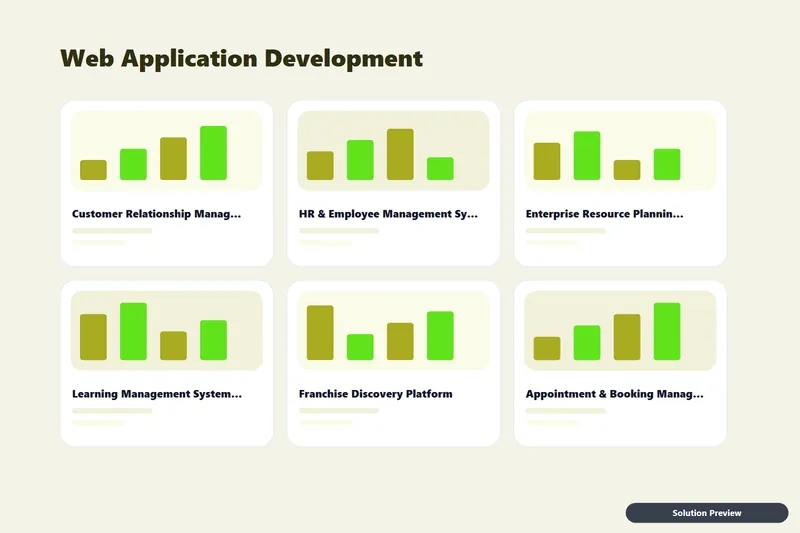 Web Application Development
Customer Relationship Manag...
HR & Employee Management Sy...
Enterprise Resource Plannin...
Learning Management System...
Franchise Discovery Platform
Appointment & Booking Manag...
Solution Preview